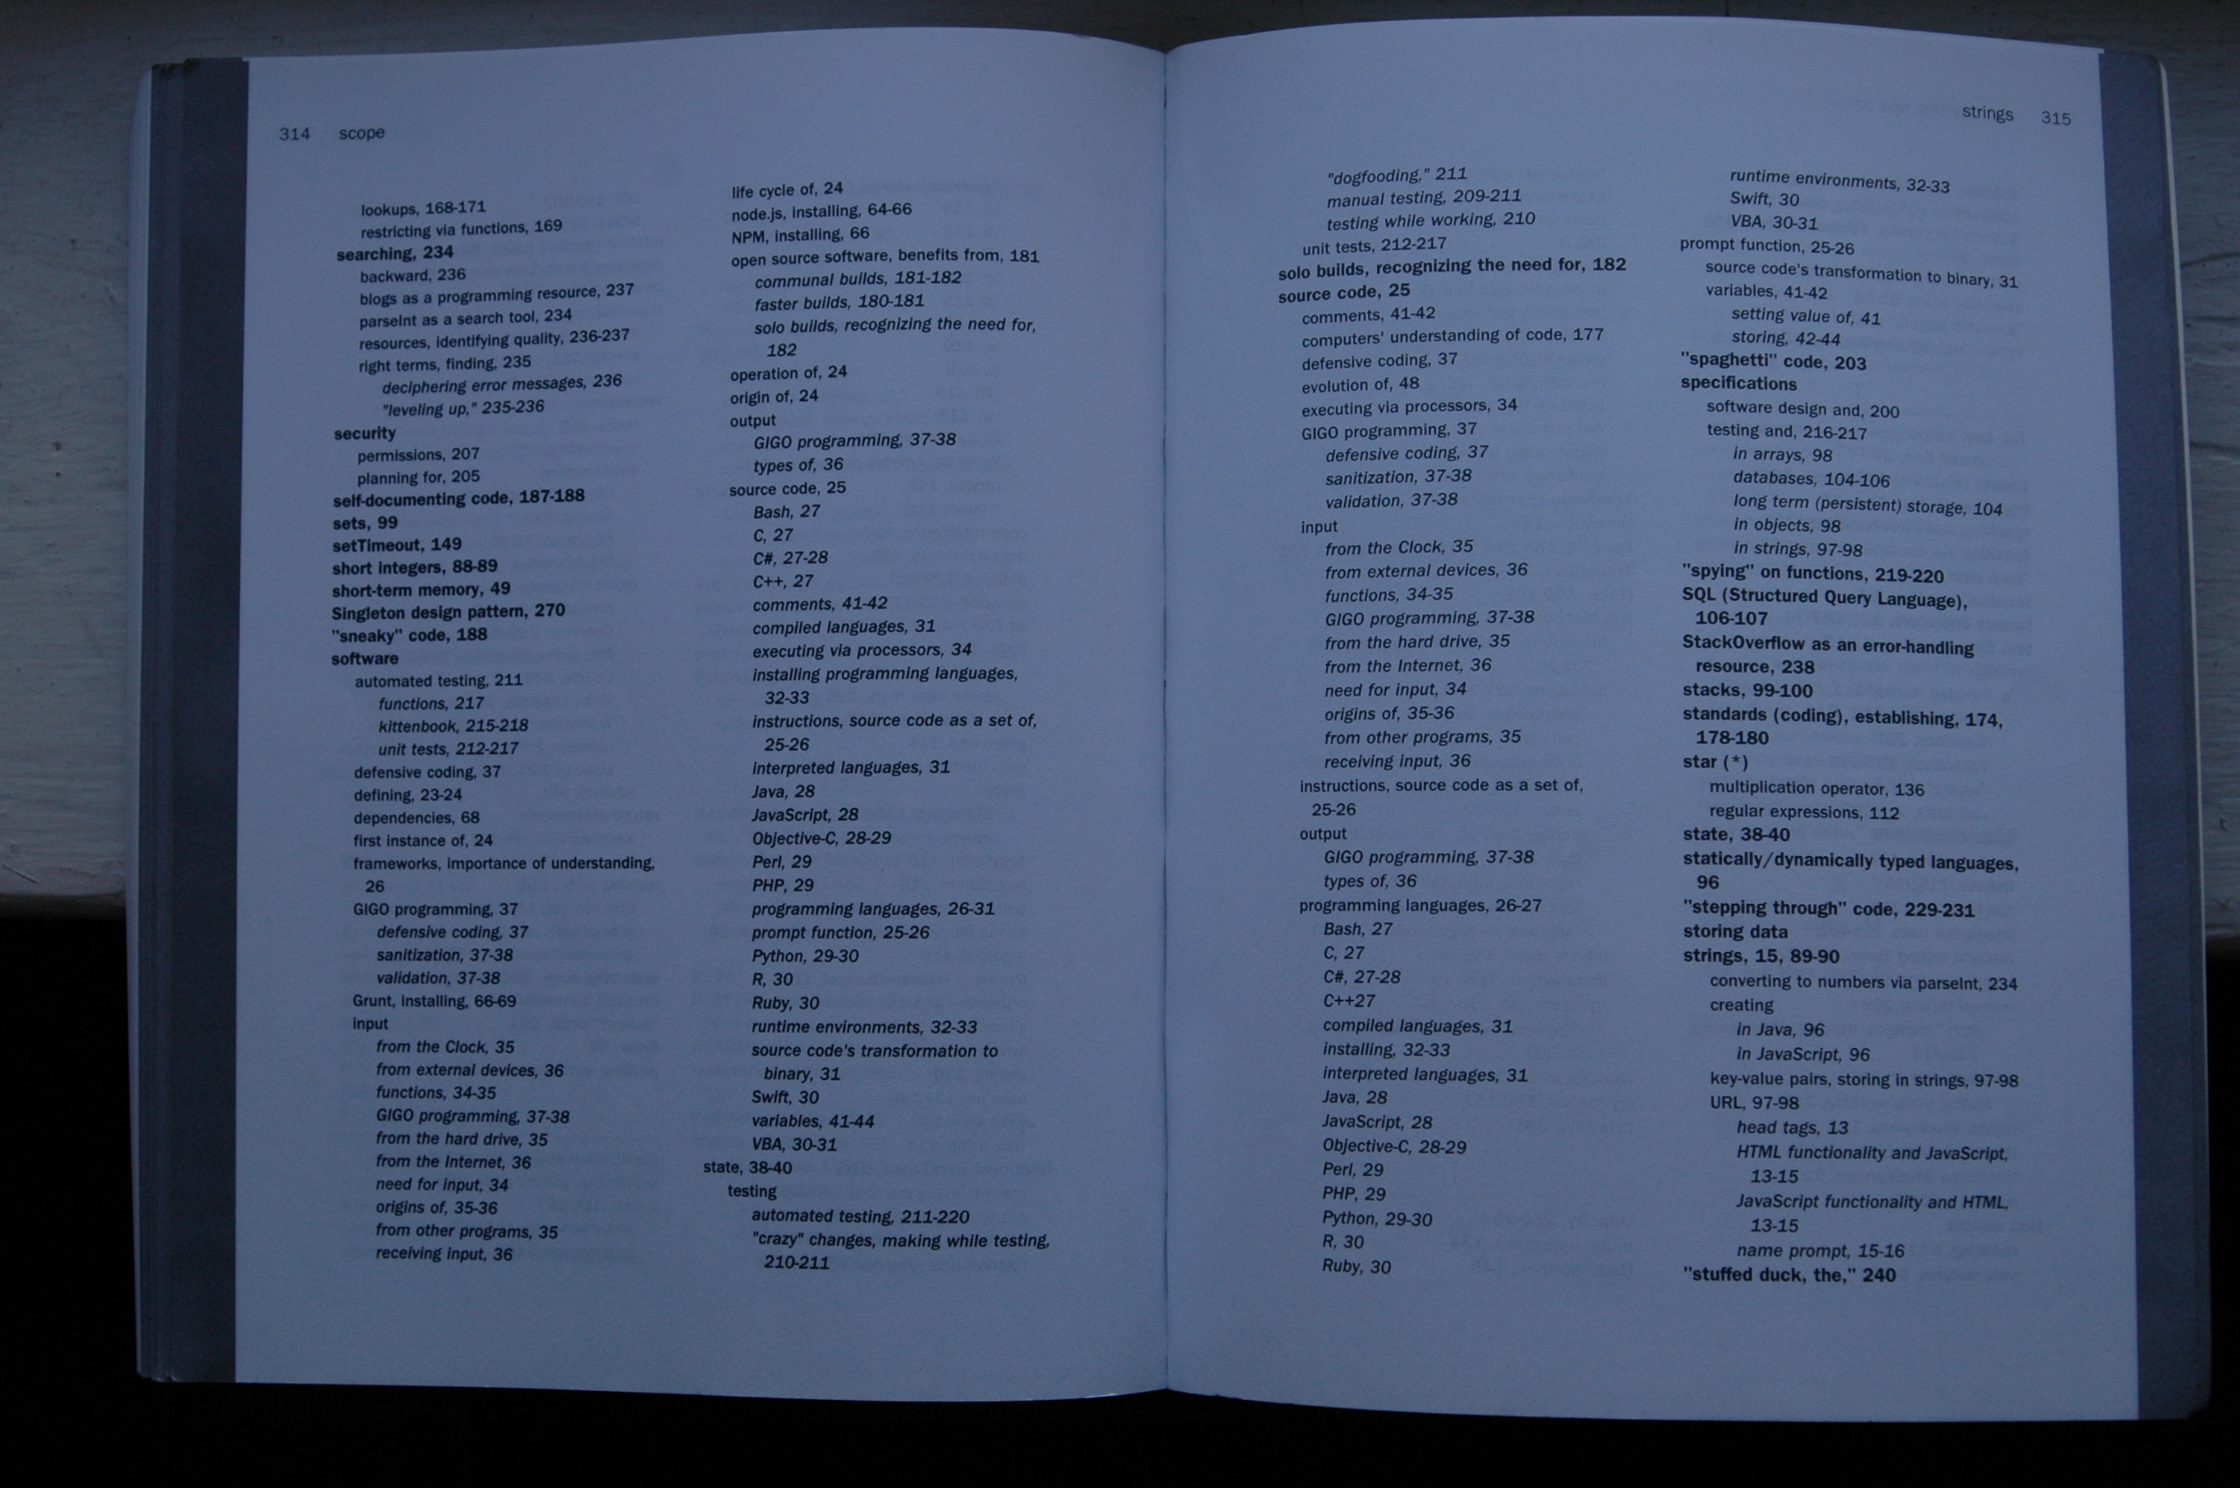 314 scope
lookups, 168-171
restricting via functions, 169
searching, 234
backward, 236
blogs as a programming resource, 237
parseInt as a search tool, 234
resources, identifying quality, 236-237
right terms, finding, 235
deciphering error messages, 236
"leveling up," 235-236
security
permissions, 207
planning for, 205
self-documenting code, 187-188
sets, 99
setTimeout, 149
short integers, 88-89
short-term memory, 49
Singleton design pattern, 270
"sneaky" code, 188
software
automated testing, 211
functions, 217
kittenbook, 215-218
unit tests, 212-217
defensive coding, 37
defining, 23-24
dependencies, 68
first instance of, 24
frameworks, importance of understanding,
26
GIGO programming, 37
defensive coding, 37
sanitization, 37-38
validation, 37-38
Grunt, installing, 66-69
input
from the Clock, 35
from external devices, 36
functions, 34-35
GIGO programming, 37-38
from the hard drive, 35
from the Internet, 36
need for input, 34
origins of, 35-36
from other programs, 35
receiving input, 36
life cycle of, 24
node.js, installing, 64-66
NPM, installing, 66
open source software, benefits from, 181
communal builds, 181-182
faster builds, 180-181
solo builds, recognizing the need for,
182
operation of, 24
origin of, 24
output
GIGO programming, 37-38
types of, 36
source code, 25
Bash, 27
C, 27
C#, 27-28
C++, 27
comments, 41-42
compiled languages, 31
executing via processors, 34
installing programming languages,
32-33
instructions, source code as a set of,
25-26
interpreted languages, 31
Java, 28
JavaScript, 28
Objective-C, 28-29
Perl, 29
PHP, 29
programming languages, 26-31
prompt function, 25-26
Python, 29-30
R, 30
Ruby, 30
runtime environments, 32-33
source code's transformation to
binary, 31
Swift, 30
variables, 41-44
VBA, 30-31
state, 38-40
testing
automated testing, 211-220
"crazy" changes, making while testing,
210-211
strings 315
"dogfooding," 211
manual testing, 209-211
testing while working, 210
unit tests, 212-217
solo builds, recognizing the need for, 182
source code, 25
comments, 41-42
computers' understanding of code, 177
defensive coding, 37
evolution of, 48
executing via processors, 34
GIGO programming, 37
defensive coding, 37
sanitization, 37-38
validation, 37-38
input
from the Clock, 35
from external devices, 36
functions, 34-35
GIGO programming, 37-38
from the hard drive, 35
from the Internet, 36
need for input, 34
origins of, 35-36
from other programs, 35
receiving input, 36
instructions, source code as a set of,
25-26
output
GIGO programming, 37-38
types of, 36
programming languages, 26-27
Bash, 27
C, 27
C#, 27-28
C++27
compiled languages, 31
installing, 32-33
interpreted languages, 31
Java, 28
JavaScript, 28
Objective-C, 28-29
Perl, 29
PHP, 29
Python, 29-30
R, 30
Ruby, 30
runtime environments, 32-33
Swift, 30
VBA, 30-31
prompt function, 25-26
source code's transformation to binary, 31
variables, 41-42
setting value of, 41
storing, 42-44
"spaghetti" code, 203
specifications
software design and, 200
testing and, 216-217
in arrays, 98
databases, 104-106
long term (persistent) storage, 104
in objects, 98
in strings, 97-98
"spying" on functions, 219-220
SQL (Structured Query Language),
106-107
StackOverflow as an error-handling
resource, 238
stacks, 99-100
standards (coding), establishing, 174,
178-180
star (*)
multiplication operator, 136
regular expressions, 112
state, 38-40
statically/dynamically typed languages,
96
"stepping through" code, 229-231
storing data
strings, 15, 89-90
converting to numbers via parseInt, 234
creating
in Java, 96
in JavaScript, 96
key-value pairs, storing in strings, 97-98
URL, 97-98
head tags, 13
HTML functionality and JavaScript,
13-15
JavaScript functionality and HTML,
13-15
name prompt, 15-16
"stuffed duck, the," 240